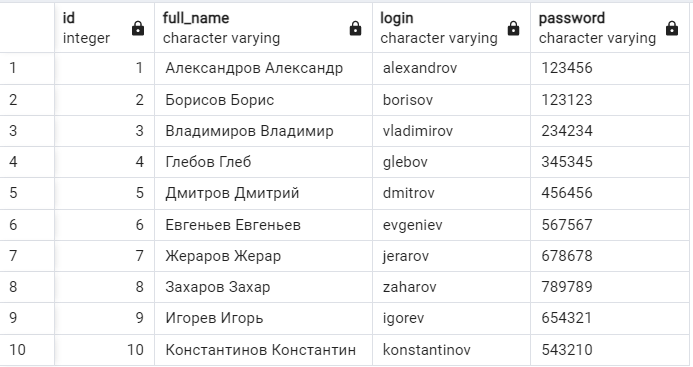 id full_name login password
integer character varying character varying character varying
1 1 Александров Александр alexandrov 123456
2 2 Борисов Борис borisov 123123
3 3 Владимиров Владимир vladimirov 234234
4 4 Глебов Глеб glebov 345345
5 5 Дмитров Дмитрий dmitrov 456456
6 6 Евгеньев Евгеньев evgeniev 567567
7 7 Жераров Жерар jerarov 678678
8 8 Захаров Захар zaharov 789789
9 9 Игорев Игорь igorev 654321
10 10 Константинов Константин konstantinov 543210